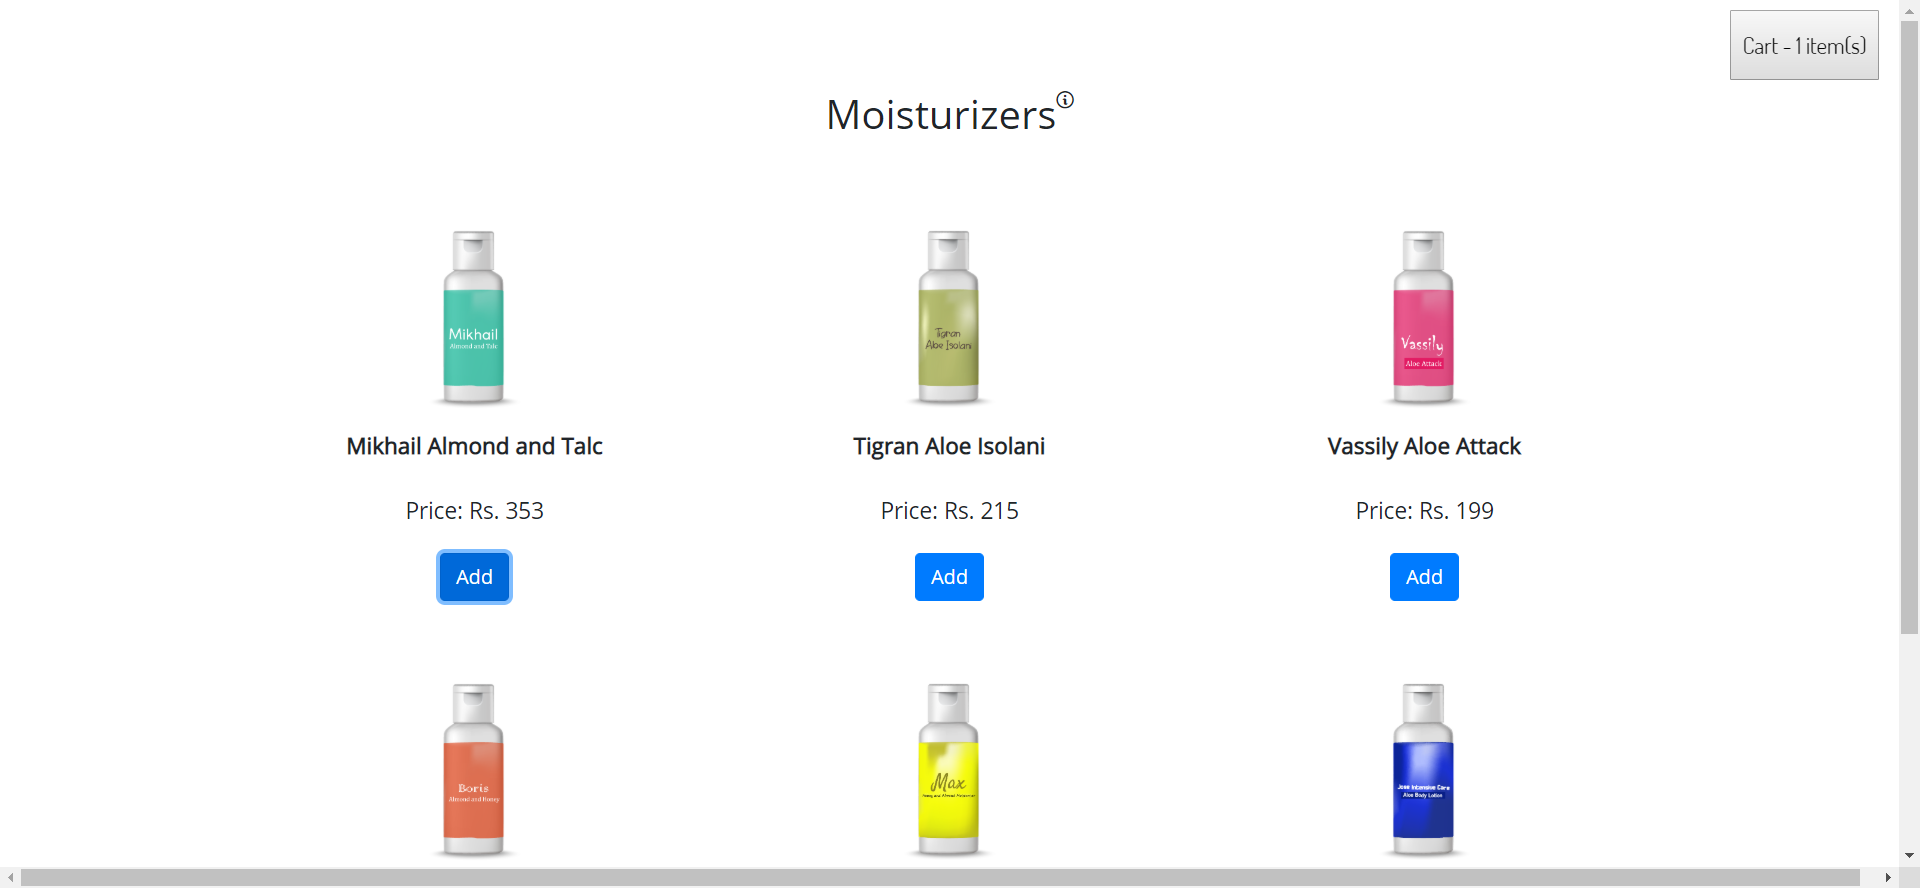 Cart - 1 item(s)
Moisturizers
Mikhail
Almond and Talc
Tigran
Aloe Isolani
Vassily
Aloe Attack
Mikhail Almond and Talc
Tigran Aloe Isolani
Vassily Aloe Attack
Price: Rs. 353
Price: Rs. 215
Price: Rs. 199
Add
Add
Add
Boris
Almond and Honey
Max
Jose Intensive Care
Aloe Body Lotion